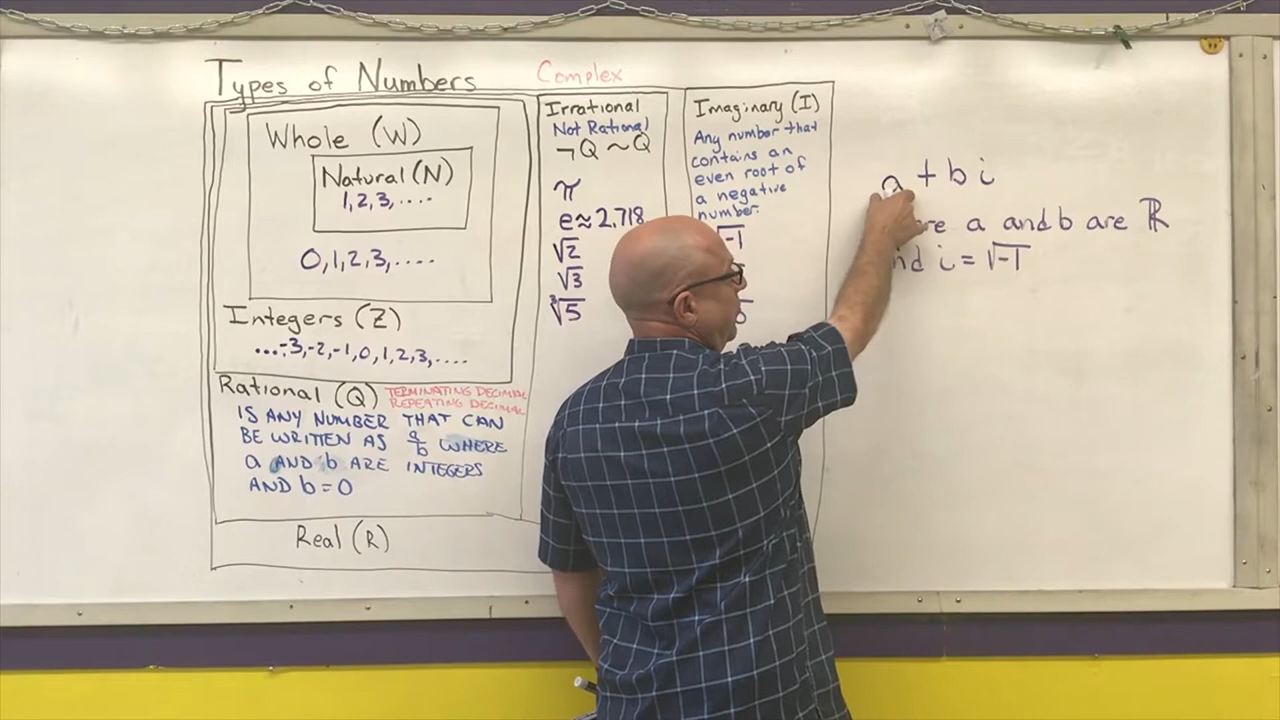 Types of Numbers
Complex
Whole (W)
Natural (N)
1, 2, 3, ....
0, 1, 2, 3, ....
Integers (Z)
...-3, -2, -1, 0, 1, 2, 3, ....
Rational (Q)
TERMINATING DECIMAL
REPEATING DECIMAL
IS ANY NUMBER THAT CAN
BE WRITTEN AS a/b WHERE
a AND b ARE INTEGERS
AND b = 0
Real (R)
Irrational
Not Rational
¬Q ~Q
π
e ≈ 2.718
√2
√3
∛5
Imaginary (I)
Any number that
contains an
even root of
a negative
number.
√-1
a + bi
a and b are ℝ
i = √-1